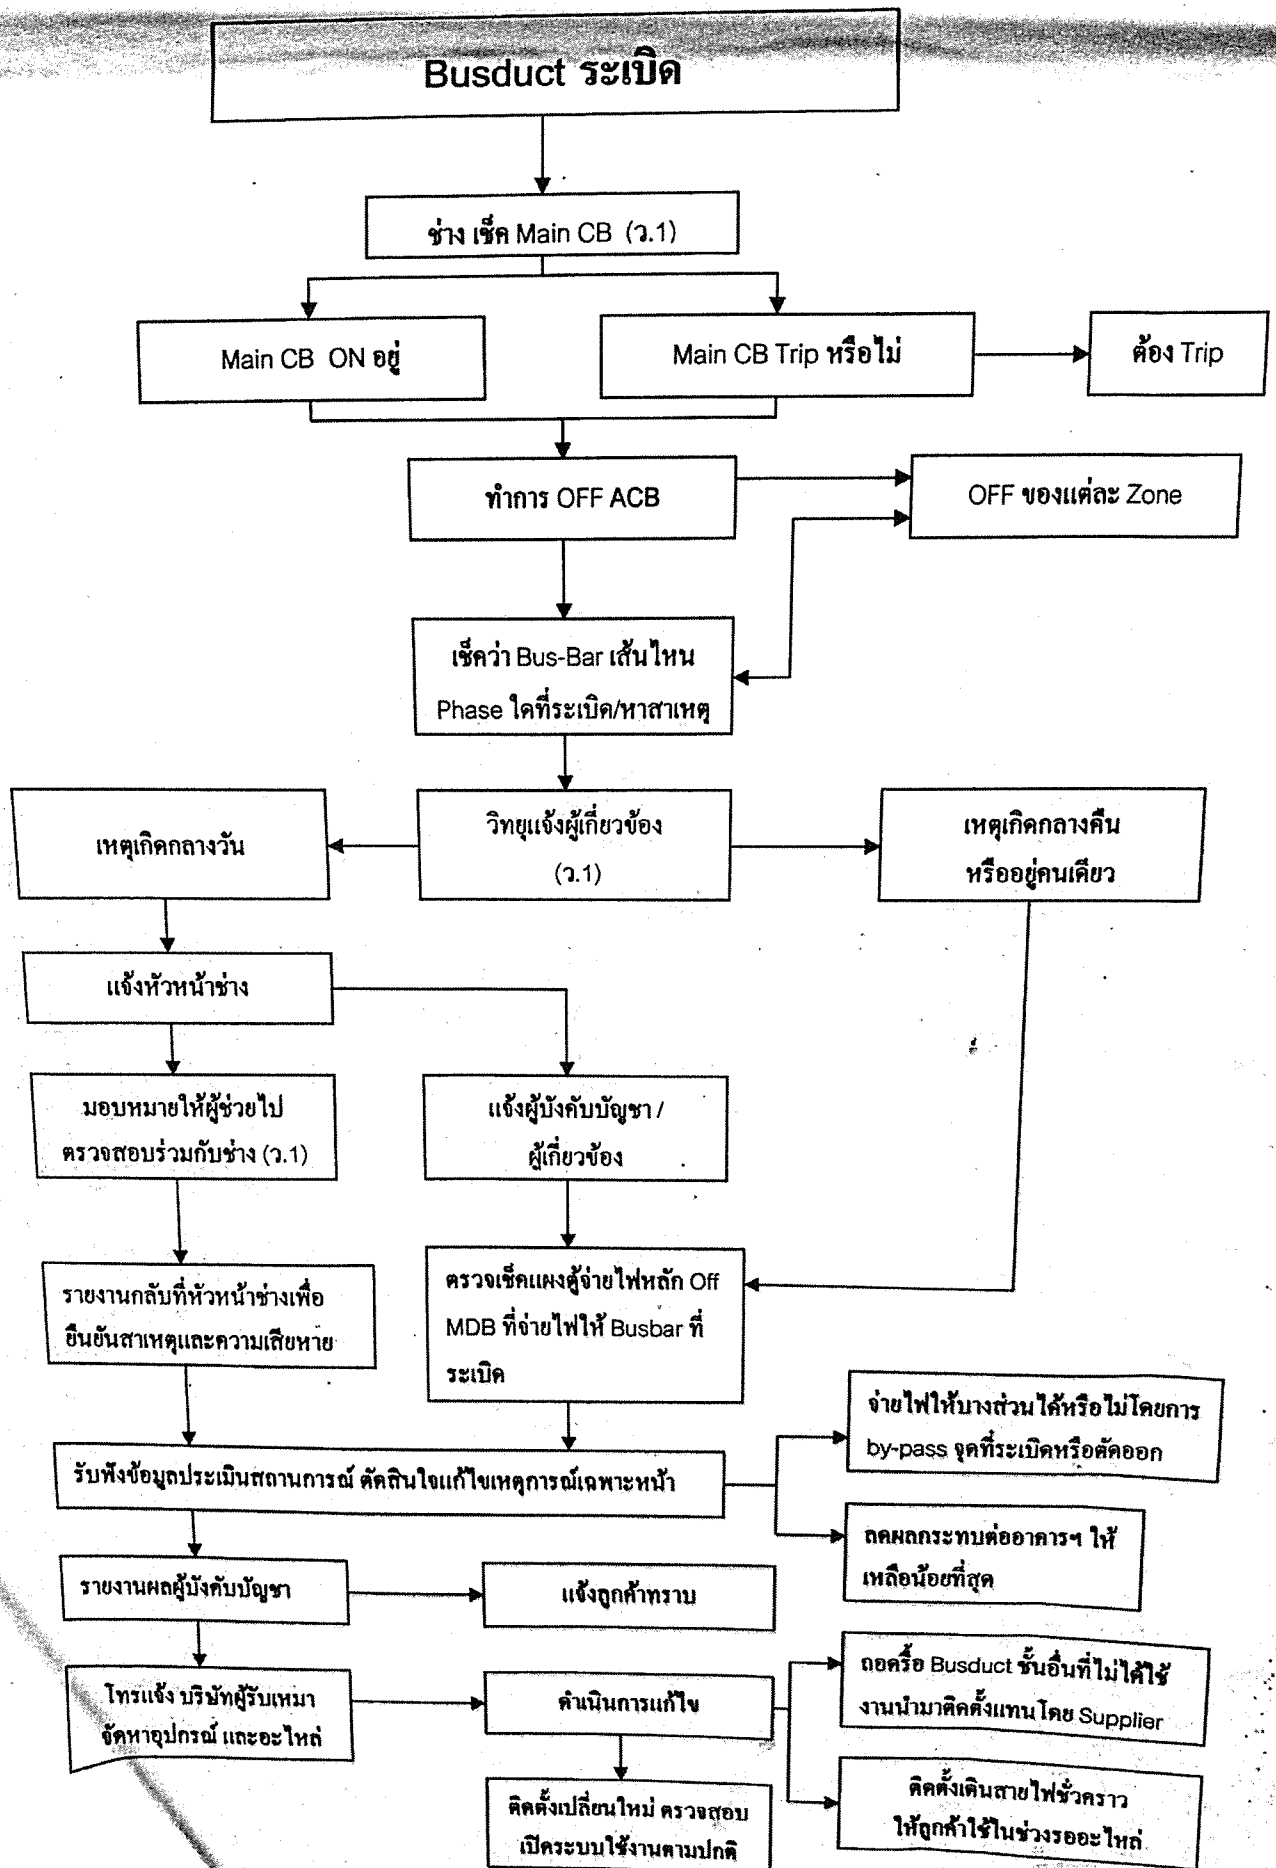 Busduct ระเบิด
ช่าง เช็ค Main CB (ว.1)
Main CB ON อยู่
Main CB Trip หรือไม่
ต้อง Trip
ทำการ OFF ACB
OFF ของแต่ละ Zone
เช็คว่า Bus-Bar เส้นไหน
Phase ใดที่ระเบิด/หาสาเหตุ
เหตุเกิดกลางวัน
วิทยุแจ้งผู้เกี่ยวข้อง
(ว.1)
เหตุเกิดกลางคืน
หรืออยู่คนเดียว
แจ้งหัวหน้าช่าง
มอบหมายให้ผู้ช่วยไป
ตรวจสอบร่วมกับช่าง (ว.1)
แจ้งผู้บังคับบัญชา /
ผู้เกี่ยวข้อง
รายงานกลับที่หัวหน้าช่างเพื่อ
ยืนยันสาเหตุและความเสียหาย
ตรวจเช็คแผงตู้จ่ายไฟหลัก Off
MDB ที่จ่ายไฟให้ Busbar ที่
ระเบิด
รับฟังข้อมูลประเมินสถานการณ์ ตัดสินใจแก้ไขเหตุการณ์เฉพาะหน้า
จ่ายไฟให้บางส่วนได้หรือไม่โดยการ
by-pass จุดที่ระเบิดหรือตัดออก
ลดผลกระทบต่ออาคารฯ ให้
เหลือน้อยที่สุด
รายงานผลผู้บังคับบัญชา
แจ้งลูกค้าทราบ
โทรแจ้ง บริษัทผู้รับเหมา
จัดหาอุปกรณ์ และอะไหล่
ดำเนินการแก้ไข
ถอดรื้อ Busduct ชั้นอื่นที่ไม่ได้ใช้
งานนำมาติดตั้งแทนโดย Supplier
ติดตั้งเดินสายไฟชั่วคราว
ให้ลูกค้าใช้ในช่วงรออะไหล่
ติดตั้งเปลี่ยนใหม่ ตรวจสอบ
เปิดระบบใช้งานตามปกติ